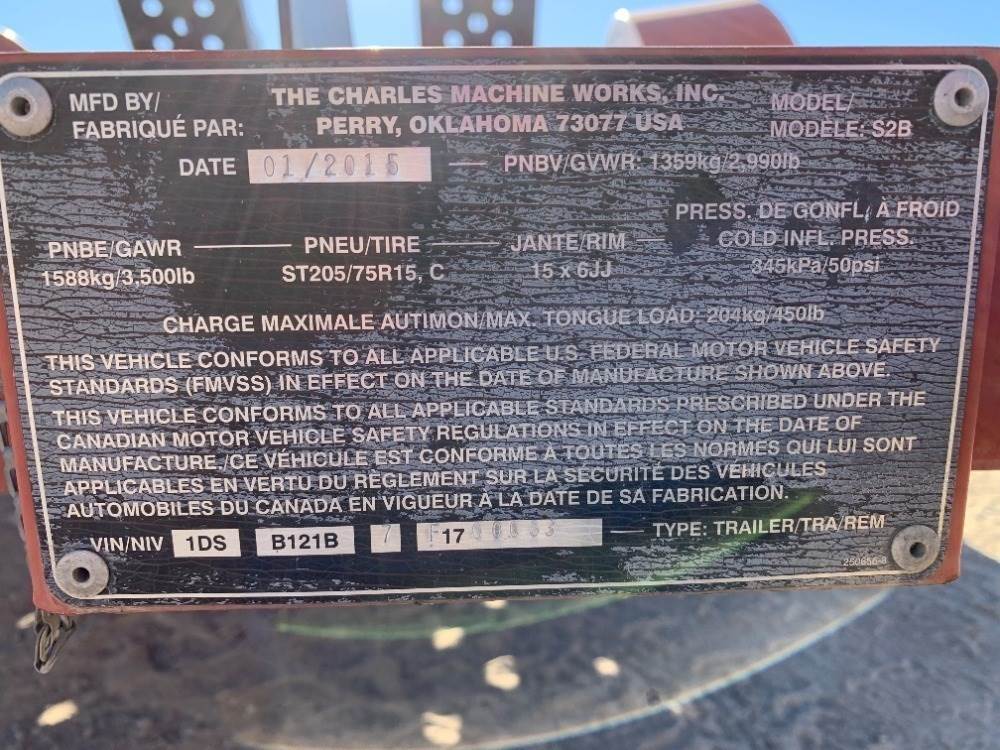 MFD BY/ THE CHARLES MACHINE WORKS, INC. MODEL/
FABRIQUÉ PAR: PERRY, OKLAHOMA 73077 USA MODÈLE: S2B
DATE 01/2015 PNBV/GVWR: 1359kg/2,990lb
PRESS. DE GONFL. À FROID
PNBE/GAWR PNEU/TIRE JANTE/RIM COLD INFL. PRESS.
1588kg/3,500lb ST205/75R15, C 15 x 6JJ 345kPa/50psi
CHARGE MAXIMALE AUTIMON/MAX. TONGUE LOAD 204kg/450lb
THIS VEHICLE CONFORMS TO ALL APPLICABLE U.S. FEDERAL MOTOR VEHICLE SAFETY
STANDARDS (FMVSS) IN EFFECT ON THE DATE OF MANUFACTURE SHOWN ABOVE.
THIS VEHICLE CONFORMS TO ALL APPLICABLE STANDARDS PRESCRIBED UNDER THE
CANADIAN MOTOR VEHICLE SAFETY REGULATIONS IN EFFECT ON THE DATE OF
MANUFACTURE./CE VÉHICULE EST CONFORME À TOUTES LES NORMES QUI LUI SONT
APPLICABLES EN VERTU DU RÈGLEMENT SUR LA SÉCURITÉ DES VÉHICULES
AUTOMOBILES DU CANADA EN VIGUEUR À LA DATE DE SA FABRICATION.
VIN/NIV 1DS B121B 7 F17 TYPE: TRAILER/TRA/REM